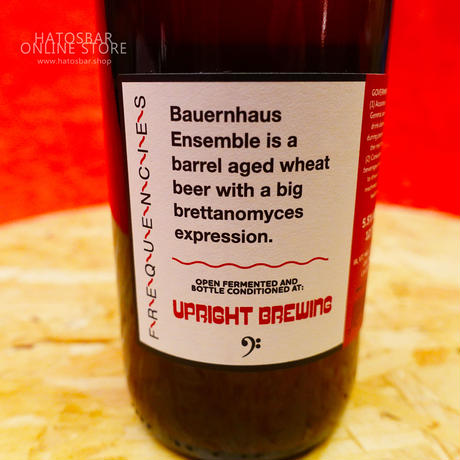 HATOSBAR
ONLINE STORE
www.hatosbar.shop
F~R~E~Q~U~E~N~C~I~E~S
Bauernhaus
Ensemble is a
barrel aged wheat
beer with a big
brettanomyces
expression.
OPEN FERMENTED AND
BOTTLE CONDITIONED AT:
UPRIGHT BREWING